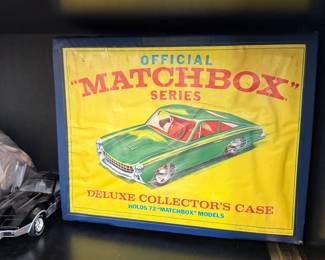 OFFICIAL
"MATCHBOX"
SERIES
DELUXE COLLECTOR'S CASE
HOLDS 72 "MATCHBOX" MODELS